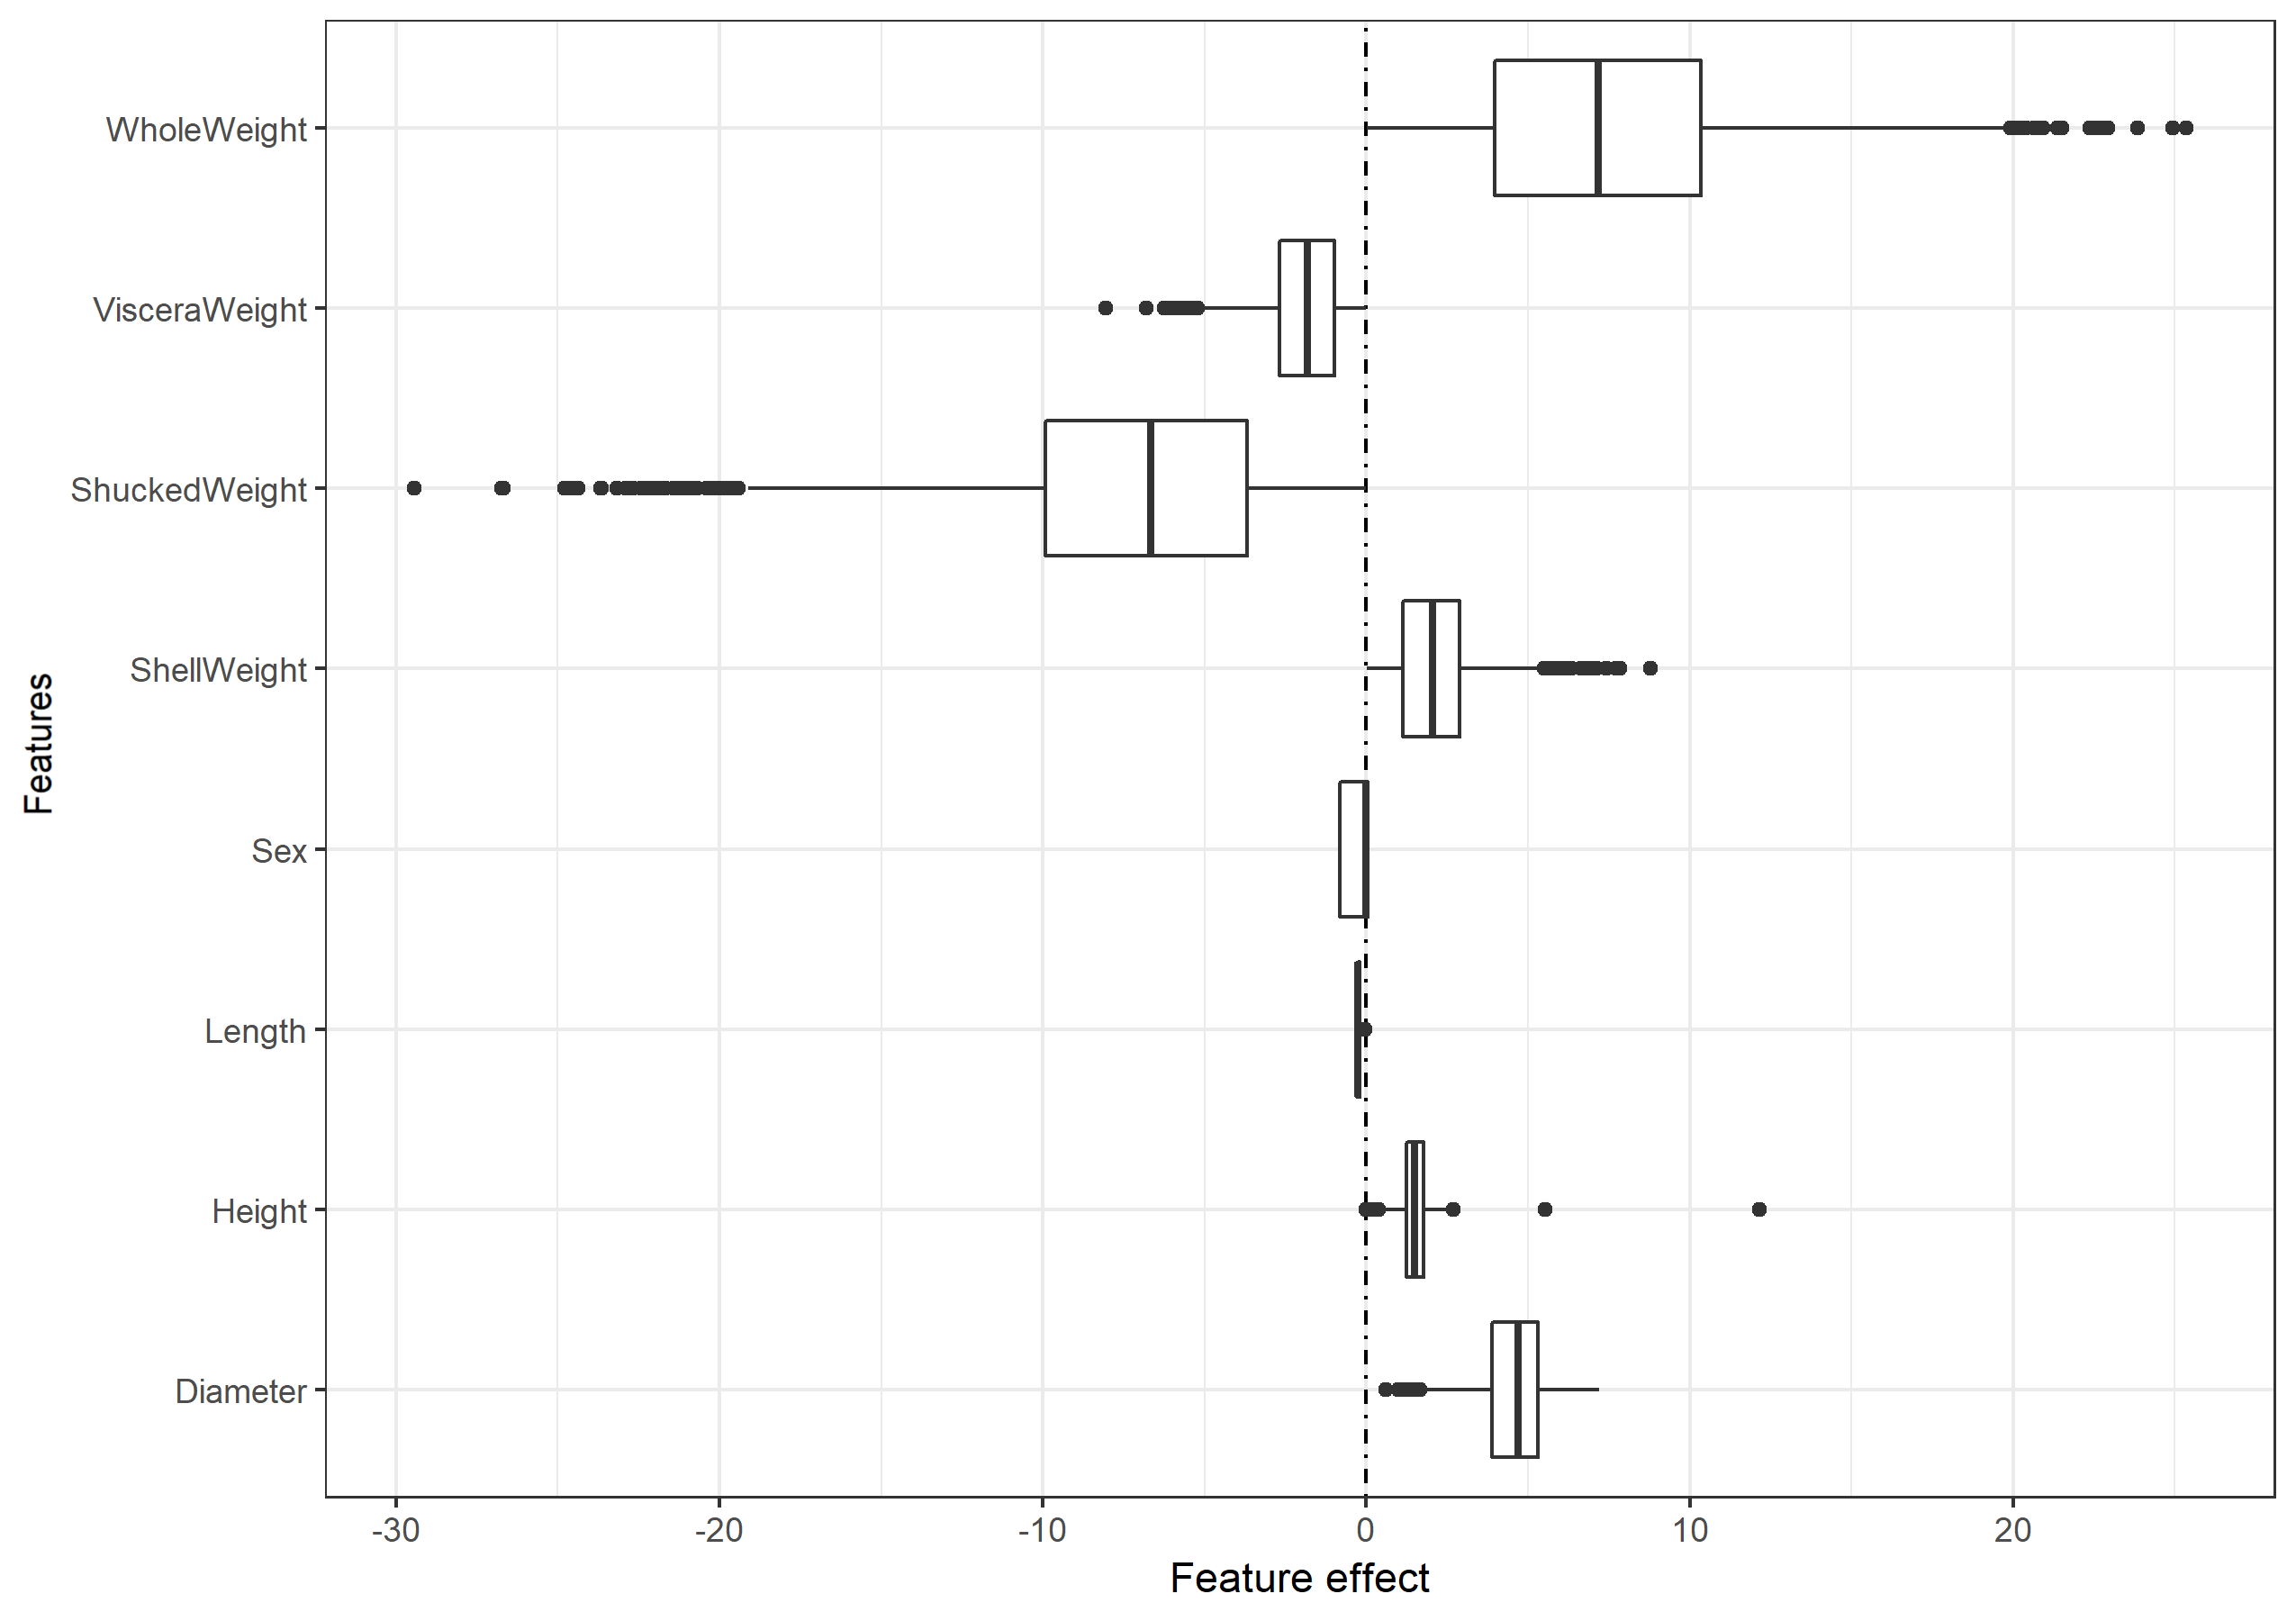 WholeWeight
VisceraWeight
ShuckedWeight
ShellWeight
Sex
Length
Height
Diameter
Features
-30 -20 -10 0 10 20
Feature effect